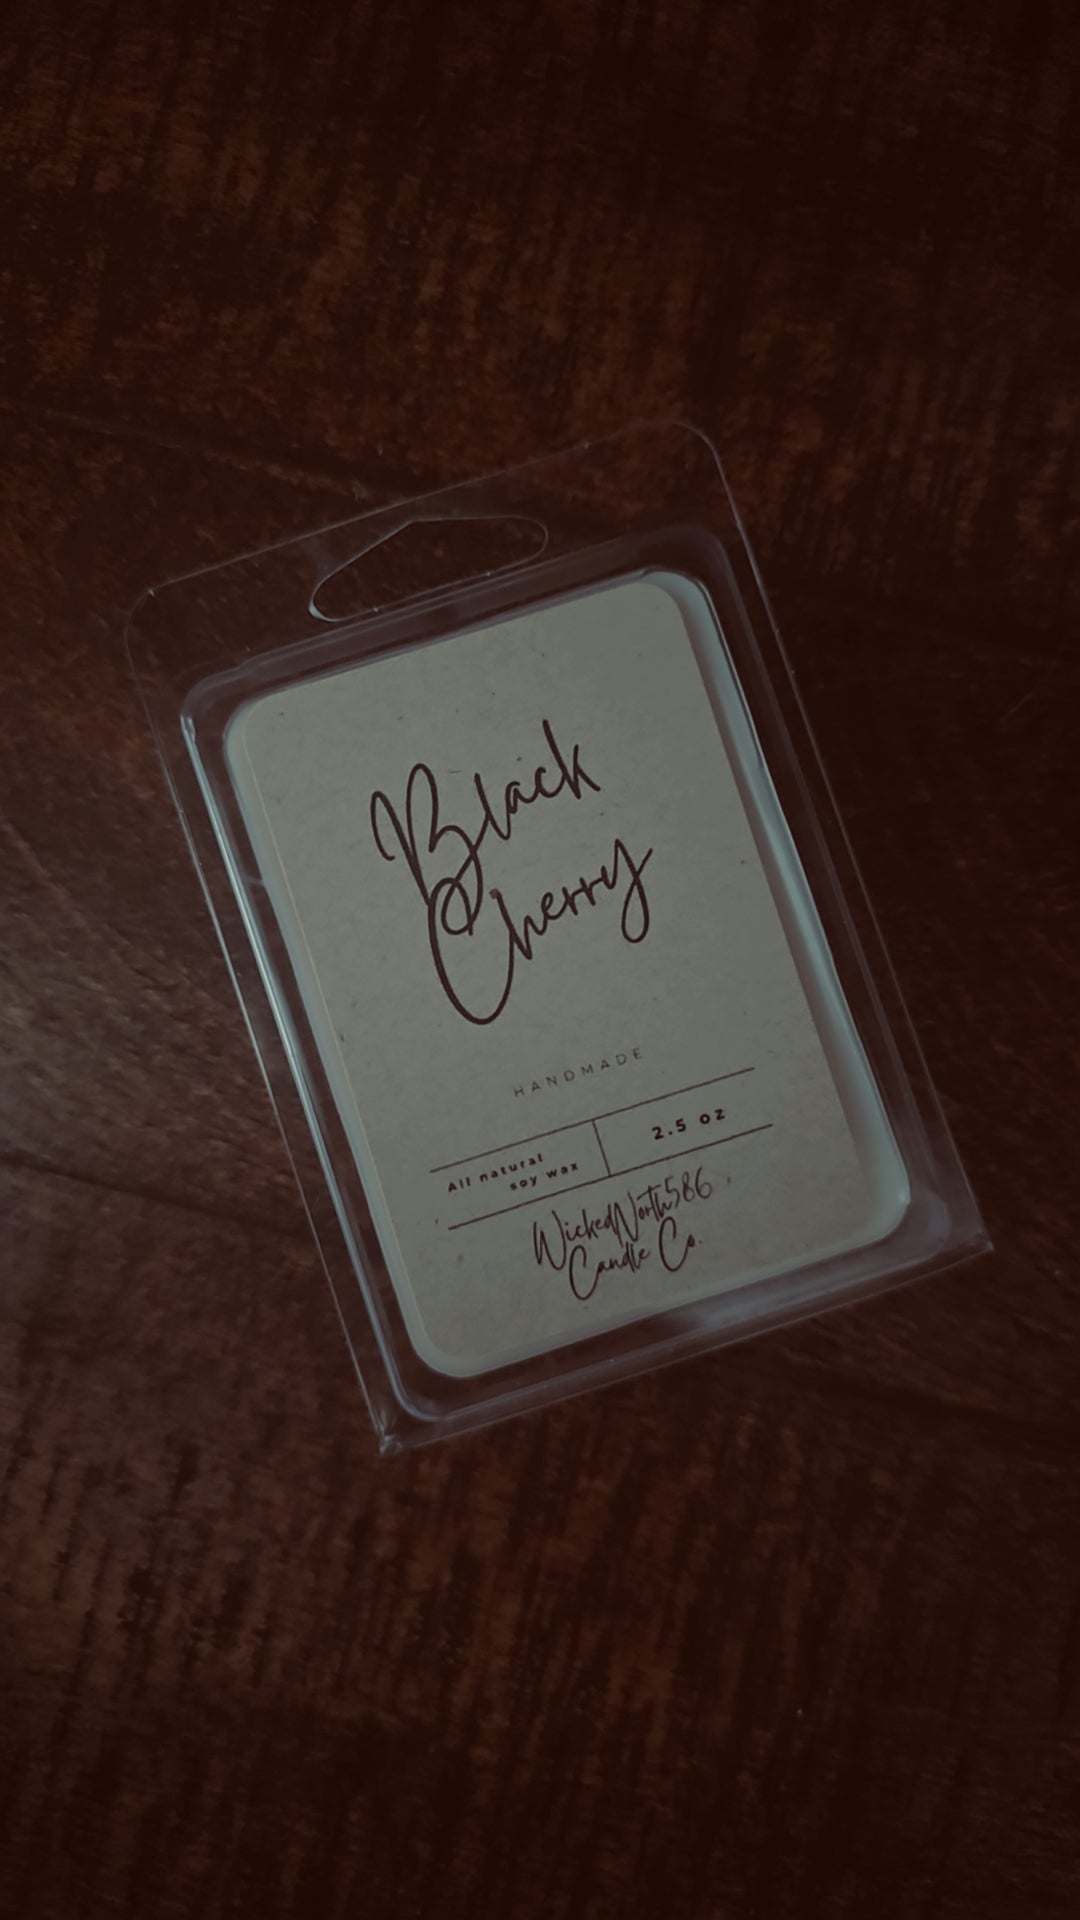 Black
Cherry
HANDMADE
All natural
soy wax
2.5 oz
WickedNorth586
Candle Co.